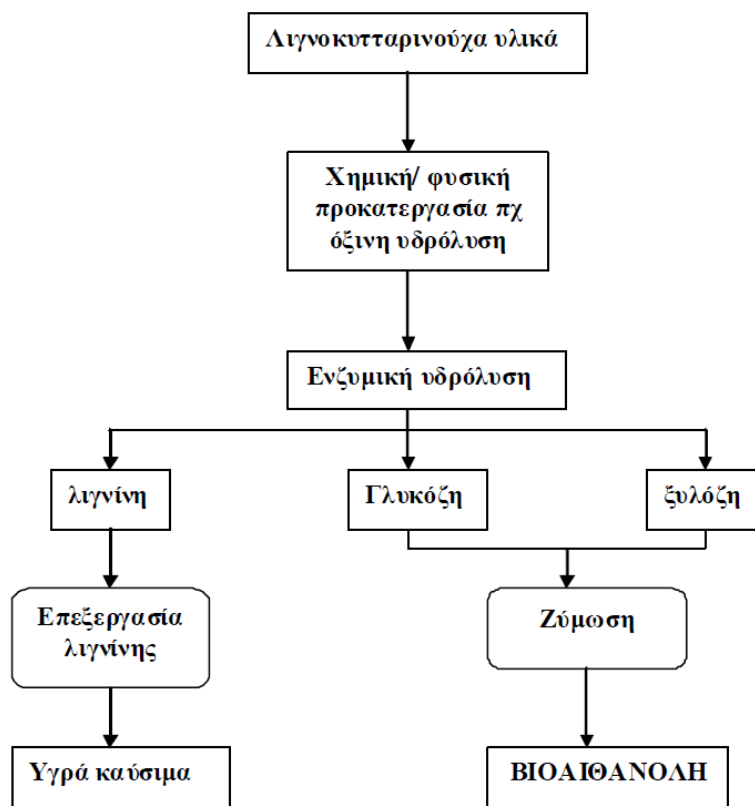 Λιγνοκυτταρινούχα υλικά
Χημική/ φυσική
προκατεργασία πχ
όξινη υδρόλυση
Ενζυμική υδρόλυση
λιγνίνη
Γλυκόζη
ξυλόζη
Επεξεργασία
λιγνίνης
Ζύμωση
Υγρά καύσιμα
ΒΙΟΑΙΘΑΝΟΛΗ